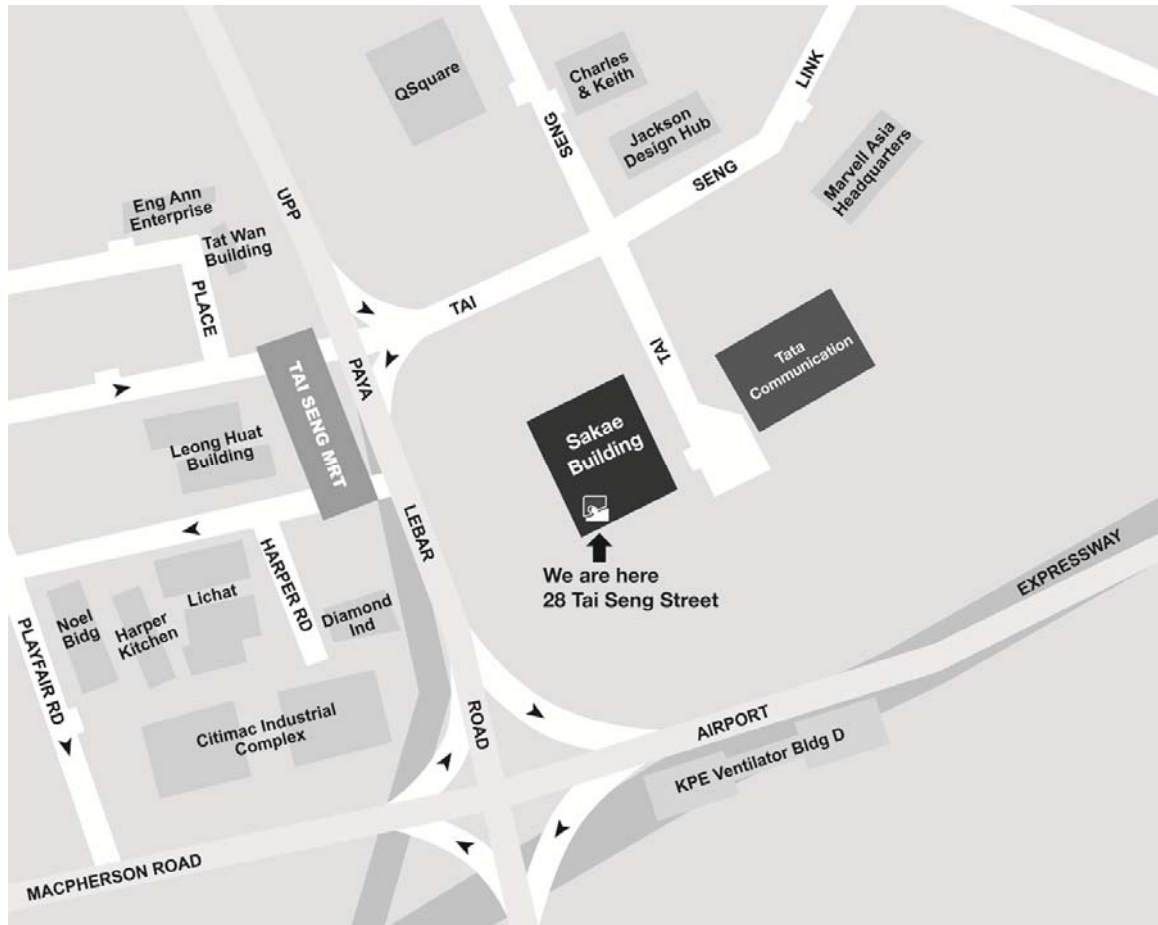 QSquare
Charles
& Keith
Jackson
Design Hub
LINK
SENG
SENG
Marvell Asia
Headquarters
Eng Ann
Enterprise
Tat Wan
Building
UPP
PLACE
TAI
TAI
PAYA
TAI SENG MRT
Tata
Communication
Leong Huat
Building
Sakae
Building
LEBAR
HARPER RD
We are here
28 Tai Seng Street
EXPRESSWAY
Noel
Bidg
Harper
Kitchen
Lichat
Diamond
Ind
PLAYFAIR RD
Citimac Industrial
Complex
ROAD
AIRPORT
KPE Ventilator Bldg D
MACPHERSON ROAD